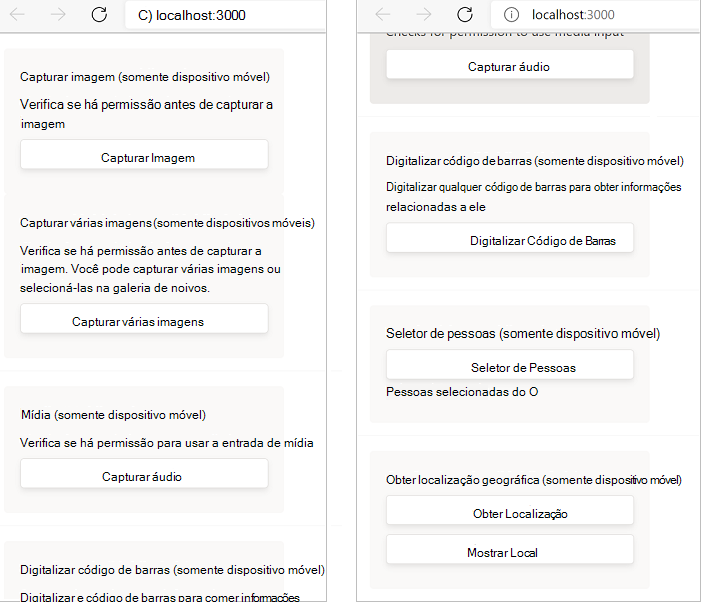 C) localhost:3000
Capturar imagem (somente dispositivo móvel)
Verifica se há permissão antes de capturar a
imagem
Capturar Imagem
Capturar várias imagens (somente dispositivos móveis)
Verifica se há permissão antes de capturar a
imagem. Você pode capturar várias imagens ou
selecioná-las na galeria de noivos.
Capturar várias imagens
Mídia (somente dispositivo móvel)
Verifica se há permissão para usar a entrada de mídia
Capturar áudio
Digitalizar código de barras (somente dispositivo móvel)
Digitalizar e código de barras para comer informações
localhost:3000
Checks for permission to use media input
Capturar áudio
Digitalizar código de barras (somente dispositivo móvel)
Digitalizar qualquer código de barras para obter informações
relacionadas a ele
Digitalizar Código de Barras
Seletor de pessoas (somente dispositivo móvel)
Seletor de Pessoas
Pessoas selecionadas do O
Obter localização geográfica (somente dispositivo móvel)
Obter Localização
Mostrar Local